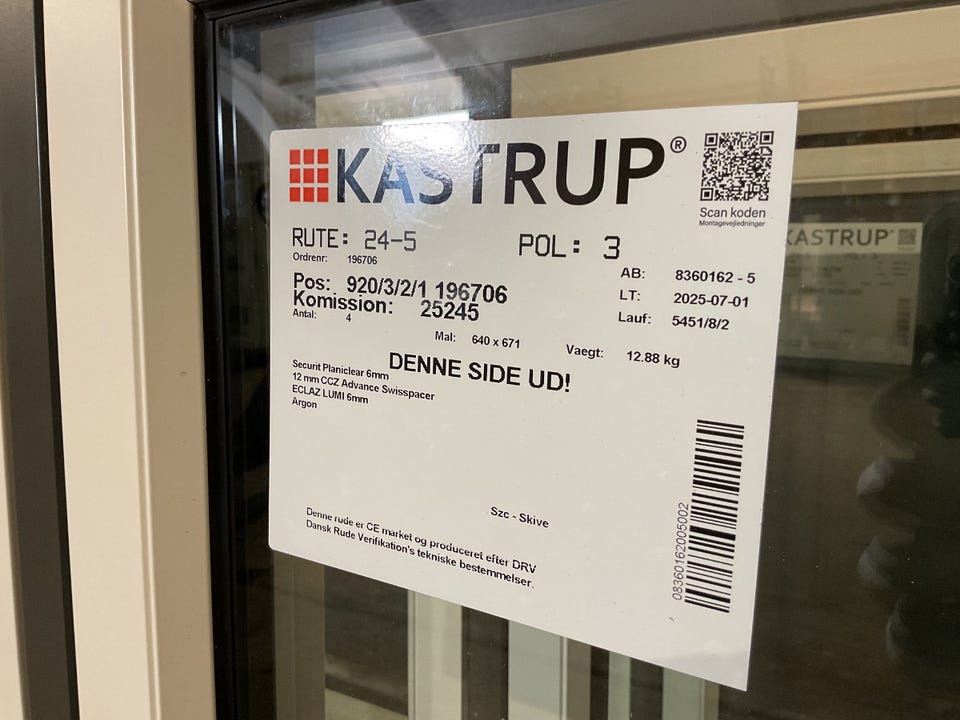 KASTRUP®
Scan koden
Montagevejledninger
RUTE: 24-5
POL: 3
Ordrenr: 196706
AB: 8360162 - 5
Pos: 920/3/2/1 196706
LT: 2025-07-01
Komission: 25245
Lauf: 5451/8/2
Antal: 4
Mal: 640 x 671
Vaegt: 12.88 kg
DENNE SIDE UD!
Securit Planiclear 6mm
12 mm CCZ Advance Swisspacer
ECLAZ LUMI 6mm
Argon
Szc - Skive
Denne rude er CE market og produceret efter DRV
Dansk Rude Verifikation's tekniske bestemmelser.
08360162005002
KASTRUP®